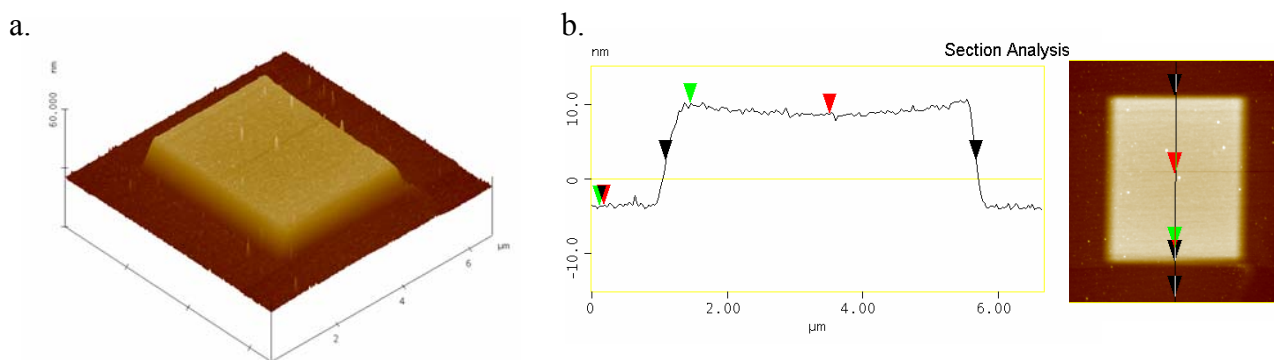 a.
nm
60.000
2
4
6
µm
b.
nm
Section Analysis
10.0
0
-10.0
0
2.00
4.00
6.00
µm